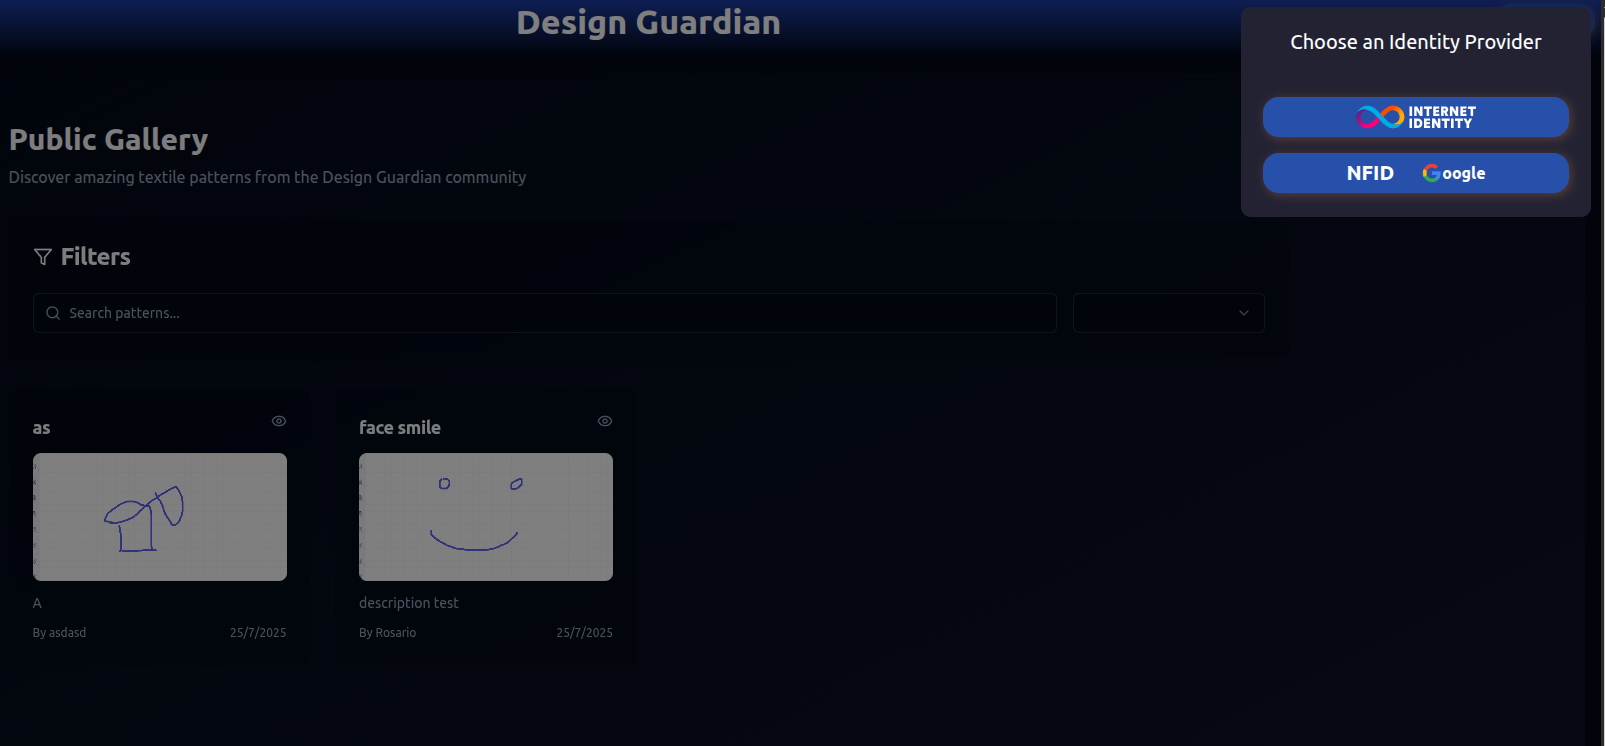 Design Guardian
Choose an Identity Provider
INTERNET
IDENTITY
NFID Google
Public Gallery
Discover amazing textile patterns from the Design Guardian community
Filters
Search patterns...
as
face smile
A
description test
By asdasd 25/7/2025
By Rosario 25/7/2025